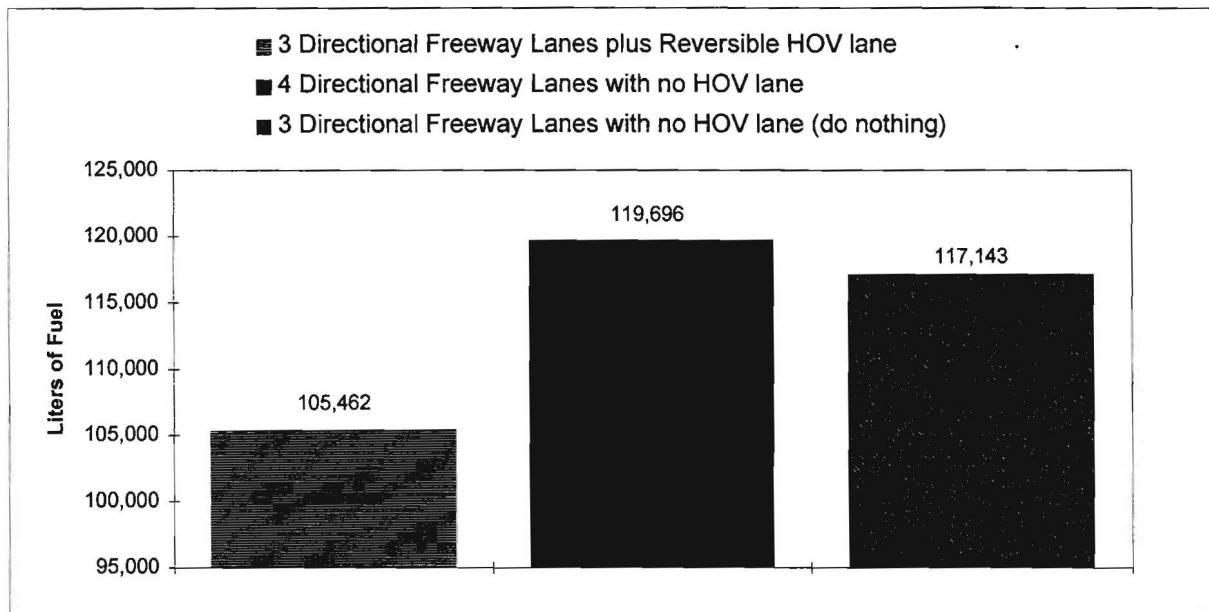 3 Directional Freeway Lanes plus Reversible HOV lane
4 Directional Freeway Lanes with no HOV lane
3 Directional Freeway Lanes with no HOV lane (do nothing)
125,000
120,000
115,000
110,000
105,000
100,000
95,000
Liters of Fuel
105,462
119,696
117,143